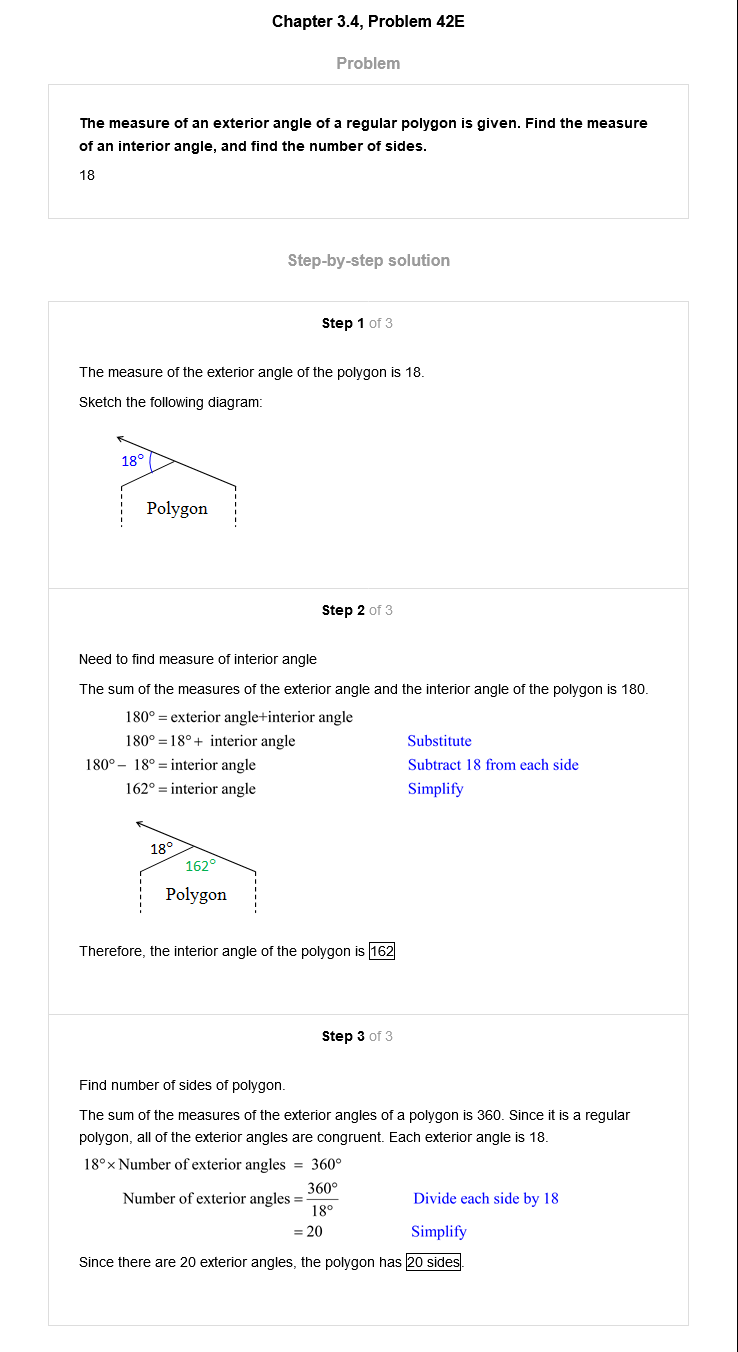 Chapter 3.4, Problem 42E
Problem
The measure of an exterior angle of a regular polygon is given. Find the measure
of an interior angle, and find the number of sides.
18
Step-by-step solution
Step 1 of 3
The measure of the exterior angle of the polygon is 18.
Sketch the following diagram:
18°
Polygon
Step 2 of 3
Need to find measure of interior angle
The sum of the measures of the exterior angle and the interior angle of the polygon is 180.
180° = exterior angle+interior angle
180° = 18° + interior angle Substitute
180° – 18° = interior angle Subtract 18 from each side
162° = interior angle Simplify
18°
162°
Polygon
Therefore, the interior angle of the polygon is 162
Step 3 of 3
Find number of sides of polygon.
The sum of the measures of the exterior angles of a polygon is 360. Since it is a regular
polygon, all of the exterior angles are congruent. Each exterior angle is 18.
18° × Number of exterior angles = 360°
Number of exterior angles = 360°/18° Divide each side by 18
= 20 Simplify
Since there are 20 exterior angles, the polygon has 20 sides.